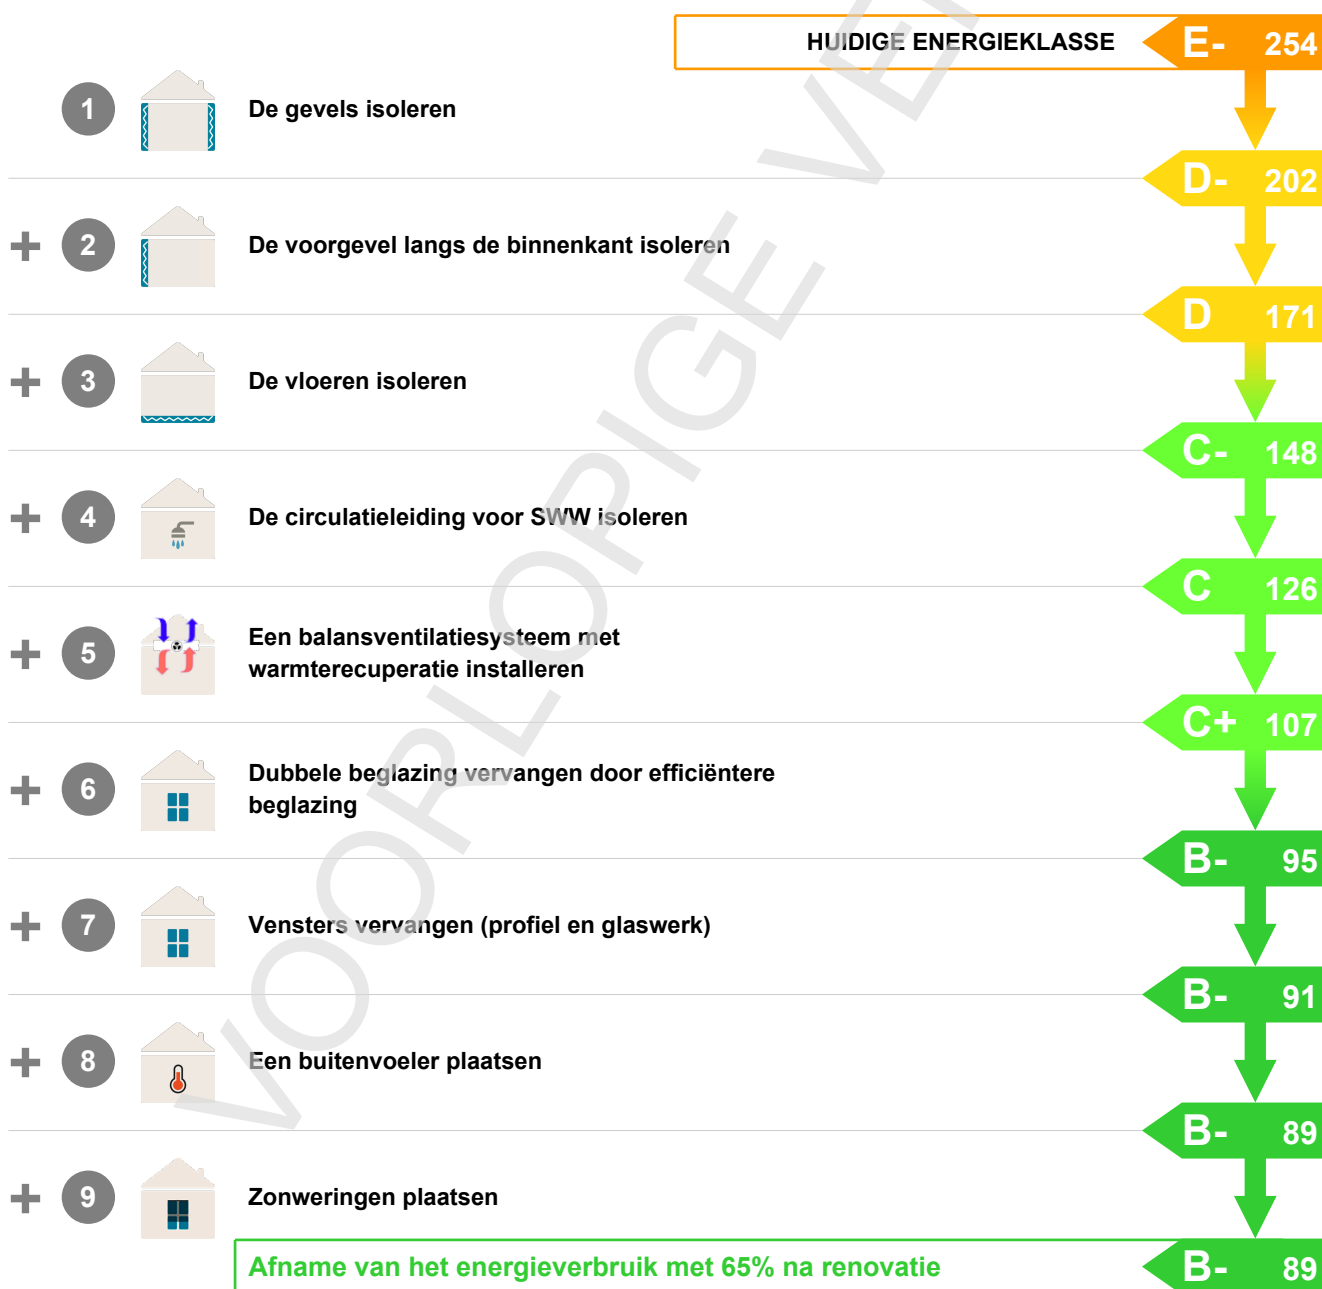 HUIDIGE ENERGIEKLASSE E- 254
1 De gevels isoleren
D- 202
+ 2 De voorgevel langs de binnenkant isoleren
D 171
+ 3 De vloeren isoleren
C- 148
+ 4 De circulatieleiding voor SWW isoleren
C 126
+ 5 Een balansventilatiesysteem met
warmterecuperatie installeren
C+ 107
+ 6 Dubbele beglazing vervangen door efficiëntere
beglazing
B- 95
+ 7 Vensters vervangen (profiel en glaswerk)
B- 91
+ 8 Een buitenvoeler plaatsen
B- 89
+ 9 Zonweringen plaatsen
Afname van het energieverbruik met 65% na renovatie B- 89
VOORLOPIGE